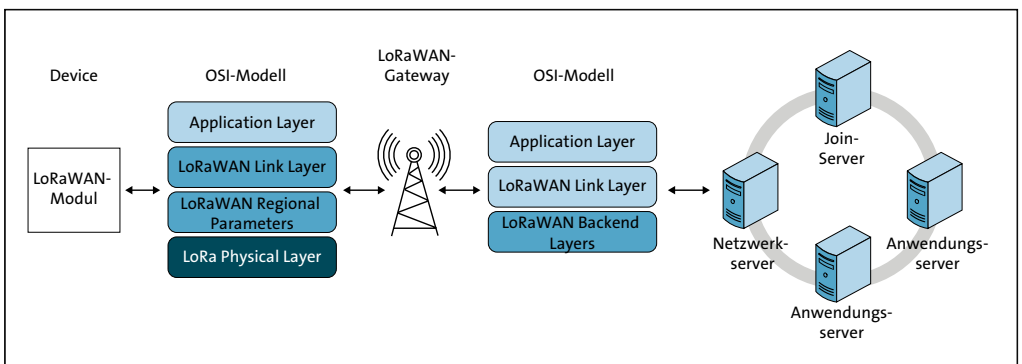 Device
OSI-Modell
LoRaWAN-
Gateway
OSI-Modell
LoRaWAN-
Modul
Application Layer
LoRaWAN Link Layer
LoRaWAN Regional
Parameters
LoRa Physical Layer
Application Layer
LoRaWAN Link Layer
LoRaWAN Backend
Layers
Join-
Server
Netzwerk-
server
Anwendungs-
server
Anwendungs-
server